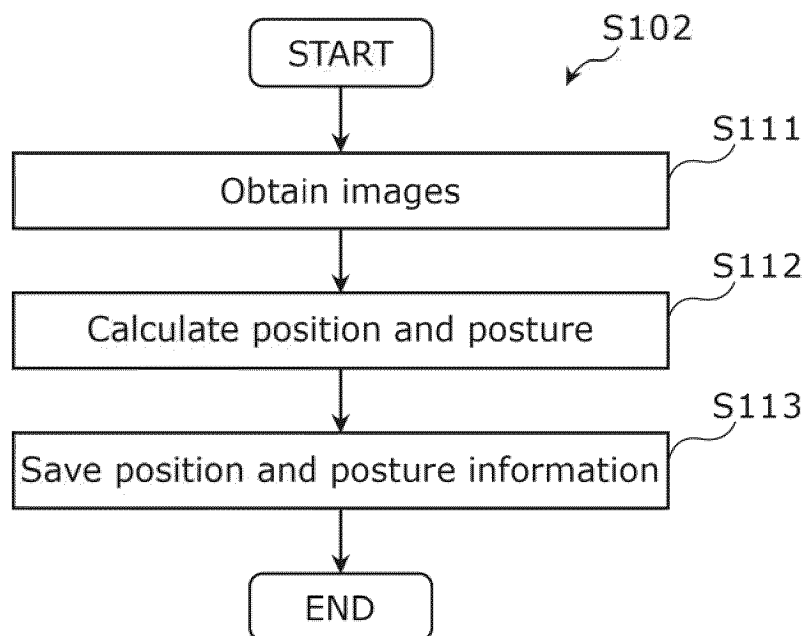 START
S102
S111
Obtain images
S112
Calculate position and posture
S113
Save position and posture information
END